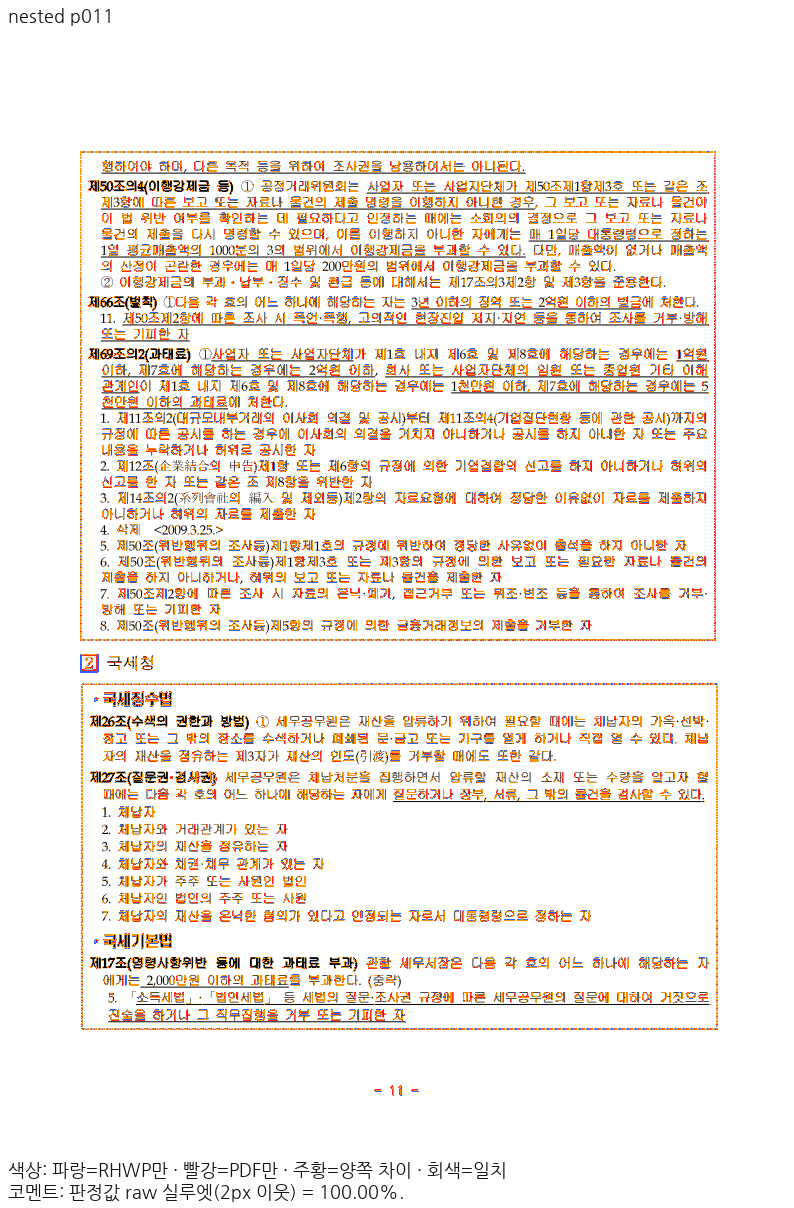 nested p011
행하여야 하며, 다른 목적 등을 위하여 조사권을 남용하여서는 아니된다.
제50조의4(이행강제금 등) ① 공정거래위원회는 사업자 또는 사업자단체가 제50조제1항제3호 또는 같은 조
제3항에 따른 보고 또는 자료나 물건의 제출 명령을 이행하지 아니한 경우, 그 보고 또는 자료나 물건이
이 법 위반 여부를 확인하는 데 필요하다고 인정하는 때에는 소회의의 결정으로 그 보고 또는 자료나
물건의 제출을 다시 명령할 수 있으며, 이를 이행하지 아니한 자에게는 매 1일당 대통령령으로 정하는
1일 평균매출액의 1000분의 3의 범위에서 이행강제금을 부과할 수 있다. 다만, 매출액이 없거나 매출액
의 산정이 곤란한 경우에는 매 1일당 200만원의 범위에서 이행강제금을 부과할 수 있다.
② 이행강제금의 부과·납부·징수 및 환급 등에 대해서는 제17조의3제2항 및 제3항을 준용한다.
제66조(벌칙) ①다음 각 호의 어느 하나에 해당하는 자는 3년 이하의 징역 또는 2억원 이하의 벌금에 처한다.
11. 제50조제2항에 따른 조사 시 폭언·폭행, 고의적인 현장진입 저지·지연 등을 통하여 조사를 거부·방해
또는 기피한 자
제69조의2(과태료) ①사업자 또는 사업자단체가 제1호 내지 제6호 및 제8호에 해당하는 경우에는 1억원
이하, 제7호에 해당하는 경우에는 2억원 이하, 회사 또는 사업자단체의 임원 또는 종업원 기타 이해
관계인이 제1호 내지 제6호 및 제8호에 해당하는 경우에는 1천만원 이하, 제7호에 해당하는 경우에는 5
천만원 이하의 과태료에 처한다.
1. 제11조의2(대규모내부거래의 이사회 의결 및 공시)부터 제11조의4(기업집단현황 등에 관한 공시)까지의
규정에 따른 공시를 하는 경우에 이사회의 의결을 거치지 아니하거나 공시를 하지 아니한 자 또는 주요
내용을 누락하거나 허위로 공시한 자
2. 제12조(企業結合의 申告)제1항 또는 제6항의 규정에 의한 기업결합의 신고를 하지 아니하거나 허위의
신고를 한 자 또는 같은 조 제8항을 위반한 자
3. 제14조의2(系列會社의 編入 및 제외등)제2항의 자료요청에 대하여 정당한 이유없이 자료를 제출하지
아니하거나 허위의 자료를 제출한 자
4. 삭제 <2009.3.25.>
5. 제50조(위반행위의 조사등)제1항제1호의 규정에 위반하여 정당한 사유없이 출석을 하지 아니한 자
6. 제50조(위반행위의 조사등)제1항제3호 또는 제3항의 규정에 의한 보고 또는 필요한 자료나 물건의
제출을 하지 아니하거나, 허위의 보고 또는 자료나 물건을 제출한 자
7. 제50조제2항에 따른 조사 시 자료의 은닉·폐기, 접근거부 또는 위조·변조 등을 통하여 조사를 거부·
방해 또는 기피한 자
8. 제50조(위반행위의 조사등)제5항의 규정에 의한 금융거래정보의 제출을 거부한 자
2 국세청
국세징수법
제26조(수색의 권한과 방법) ① 세무공무원은 재산을 압류하기 위하여 필요할 때에는 체납자의 가옥·선박·
창고 또는 그 밖의 장소를 수색하거나 폐쇄된 문·금고 또는 기구를 열게 하거나 직접 열 수 있다. 체납
자의 재산을 점유하는 제3자가 재산의 인도(引渡)를 거부할 때에도 또한 같다.
제27조(질문권·검사권) 세무공무원은 체납처분을 집행하면서 압류할 재산의 소재 또는 수량을 알고자 할
때에는 다음 각 호의 어느 하나에 해당하는 자에게 질문하거나 장부, 서류, 그 밖의 물건을 검사할 수 있다.
1. 체납자
2. 체납자와 거래관계가 있는 자
3. 체납자의 재산을 점유하는 자
4. 체납자와 채권·채무 관계가 있는 자
5. 체납자가 주주 또는 사원인 법인
6. 체납자인 법인의 주주 또는 사원
7. 체납자의 재산을 은닉한 혐의가 있다고 인정되는 자로서 대통령령으로 정하는 자
국세기본법
제17조(명령사항위반 등에 대한 과태료 부과) 관할 세무서장은 다음 각 호의 어느 하나에 해당하는 자
에게는 2,000만원 이하의 과태료를 부과한다. (중략)
5. 「소득세법」·「법인세법」 등 세법의 질문·조사권 규정에 따른 세무공무원의 질문에 대하여 거짓으로
진술을 하거나 그 직무집행을 거부 또는 기피한 자
- 11 -
색상: 파랑=RHWP만 · 빨강=PDF만 · 주황=양쪽 차이 · 회색=일치
코멘트: 판정값 raw 실루엣(2px 이웃) = 100.00%.